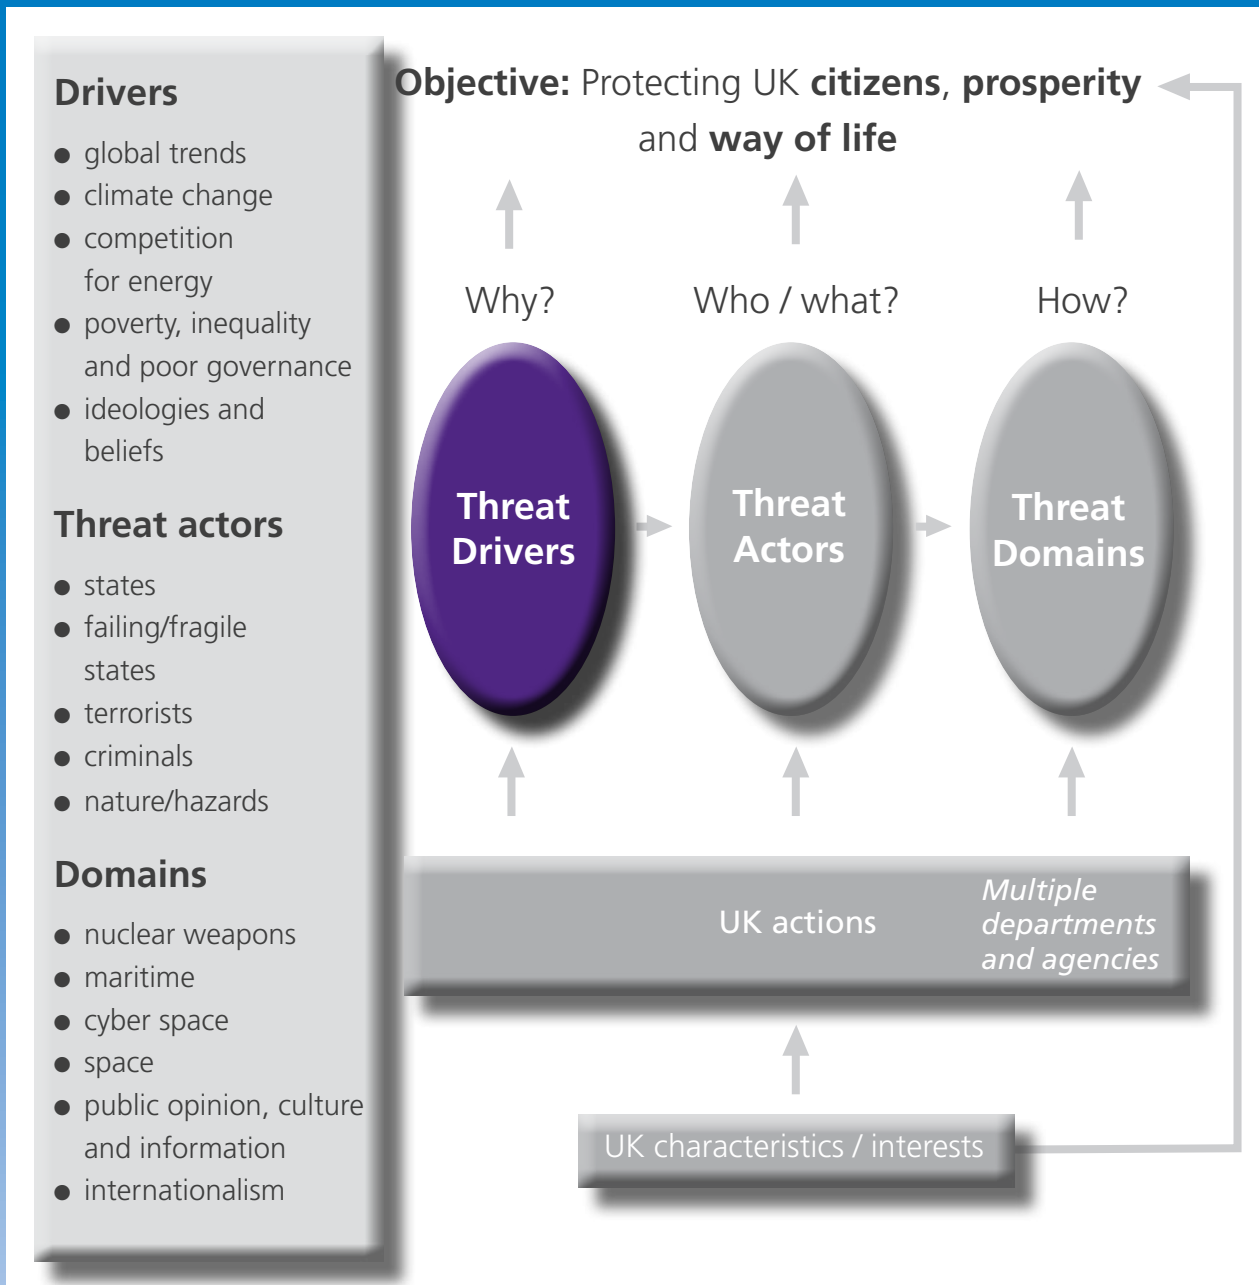 Drivers
● global trends
● climate change
● competition
for energy
● poverty, inequality
and poor governance
● ideologies and
beliefs
Threat actors
● states
● failing/fragile
states
● terrorists
● criminals
● nature/hazards
Domains
● nuclear weapons
● maritime
● cyber space
● space
● public opinion, culture
and information
● internationalism
Objective: Protecting UK citizens, prosperity
and way of life
Why?
Who / what?
How?
Threat
Drivers
Threat
Actors
Threat
Domains
UK actions
Multiple
departments
and agencies
UK characteristics / interests